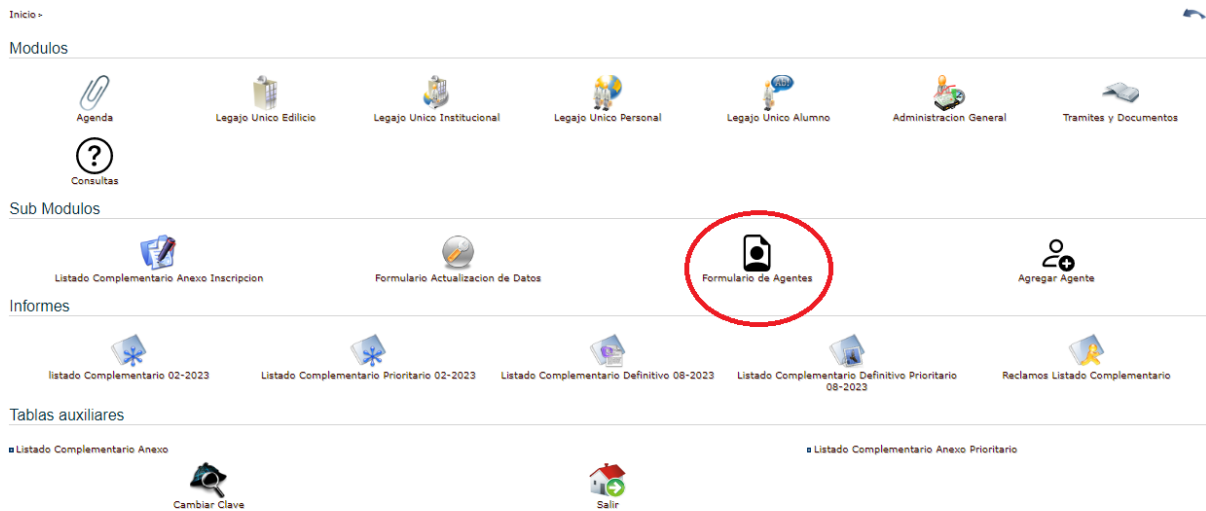 Inicio »
Modulos
Agenda
Legajo Unico Edilicio
Legajo Unico Institucional
Legajo Unico Personal
Legajo Unico Alumno
Administracion General
Tramites y Documentos
Consultas
Sub Modulos
Listado Complementario Anexo Inscripcion
Formulario Actualizacion de Datos
Formulario de Agentes
Agregar Agente
Informes
listado Complementario 02-2023
Listado Complementario Prioritario 02-2023
Listado Complementario Definitivo 08-2023
Listado Complementario Definitivo Prioritario
08-2023
Reclamos Listado Complementario
Tablas auxiliares
Listado Complementario Anexo
Listado Complementario Anexo Prioritario
Cambiar Clave
Salir